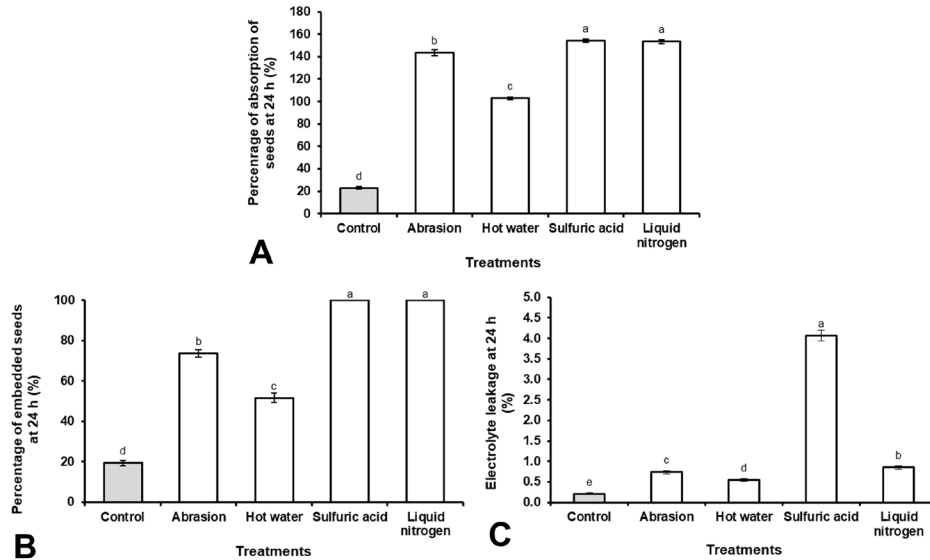 Percenrage of absorption of
seeds at 24 h (%)
180
160
140
120
100
80
60
40
20
0
d
b
c
a
a
Control
Abrasion
Hot water
Sulfuric acid
Liquid
nitrogen
Treatments
A
Percentage of embedded seeds
at 24 h (%)
100
80
60
40
20
0
d
b
c
a
a
Control
Abrasion
Hot water
Sulfuric acid
Liquid
nitrogen
Treatments
B
Electrolyte leakage at 24 h
(%)
5.0
4.5
4.0
3.5
3.0
2.5
2.0
1.5
1.0
0.5
0.0
e
c
d
a
b
Control
Abrasion
Hot water
Sulfuric acid
Liquid
nitrogen
Treatments
C